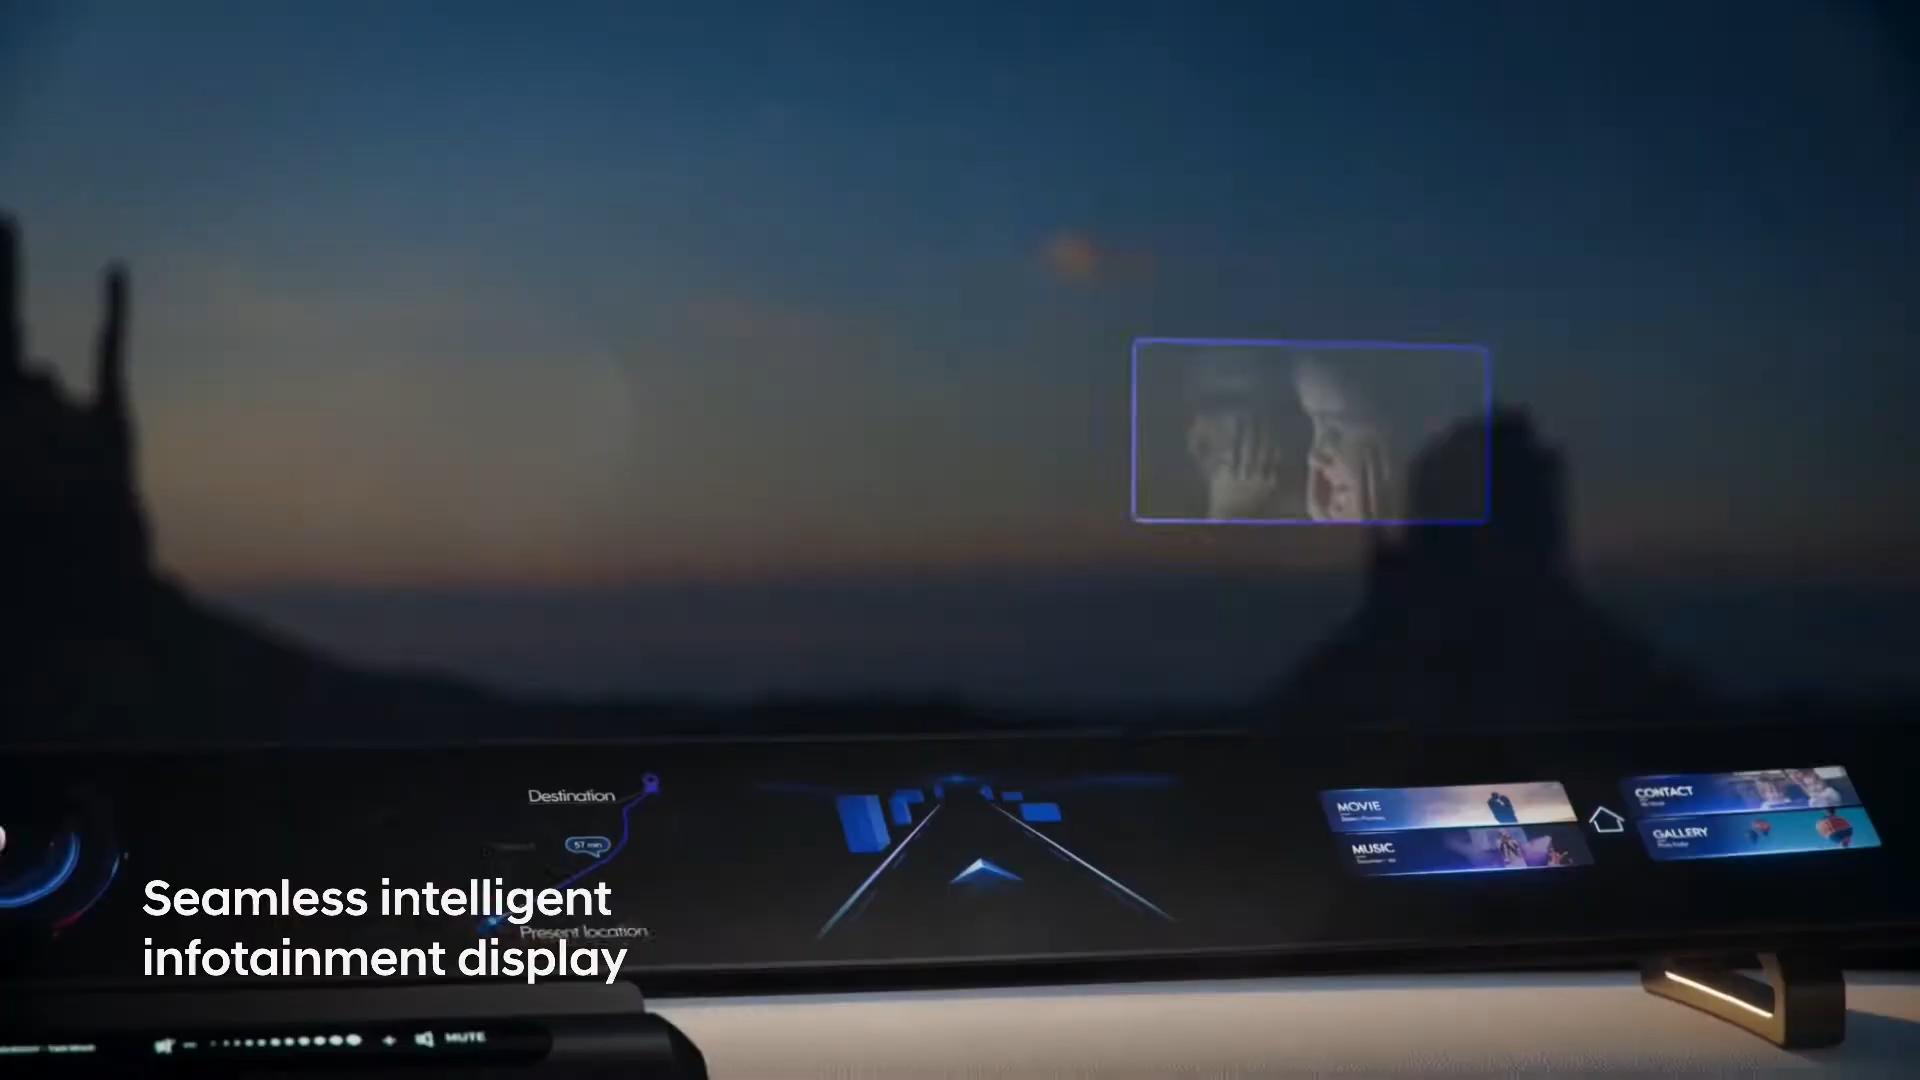 Destination
57 min
Present location
MOVIE
MUSIC
CONTACT
GALLERY
Seamless intelligent
infotainment display
MUTE